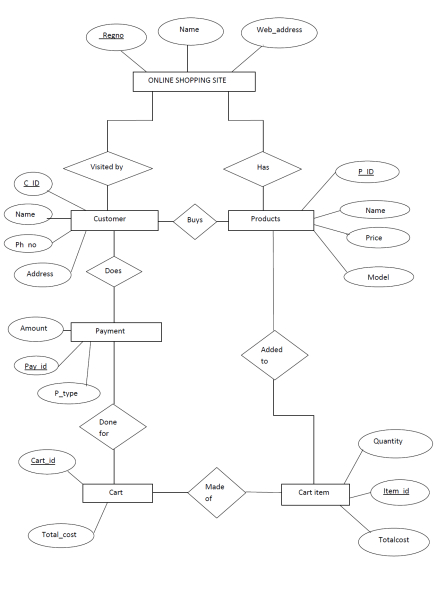 Regno
Name
Web_address
ONLINE SHOPPING SITE
Visited by
Has
C_ID
P_ID
Name
Customer
Buys
Products
Name
Ph_no
Price
Address
Does
Model
Amount
Payment
Pay_id
Added
to
P_type
Done
for
Quantity
Cart_id
Cart
Made
of
Cart item
Item_id
Total_cost
Totalcost